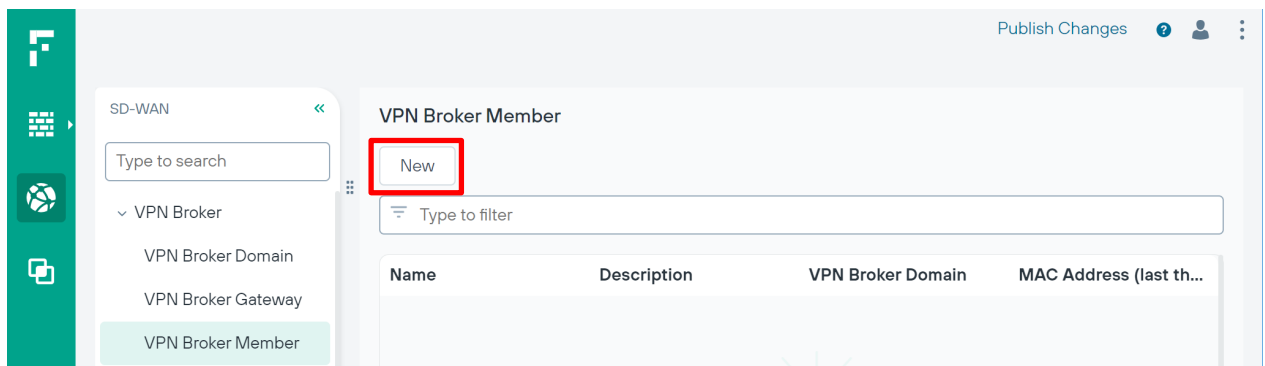 Publish Changes
SD-WAN
Type to search
VPN Broker
VPN Broker Domain
VPN Broker Gateway
VPN Broker Member
VPN Broker Member
New
Type to filter
Name Description VPN Broker Domain MAC Address (last th...